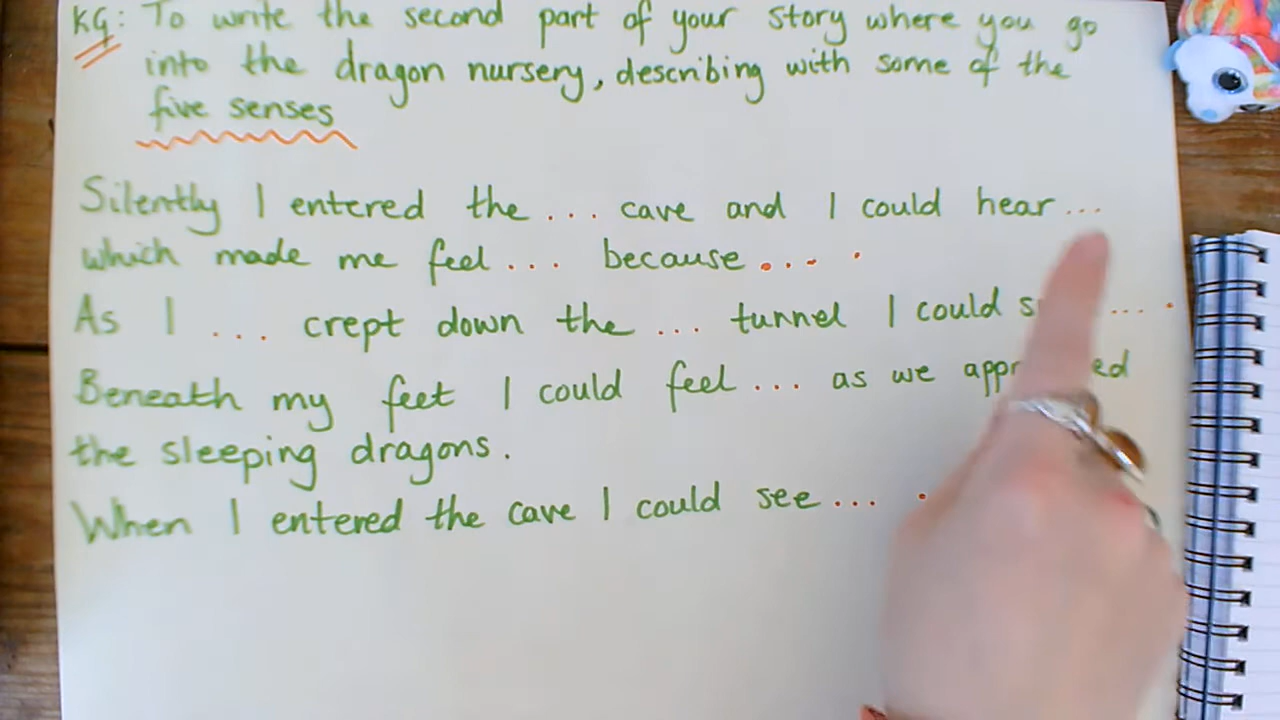 KG: To write the second part of your story where you go
into the dragon nursery, describing with some of the
five senses
Silently I entered the ... cave and I could hear ...
which made me feel ... because ... .
As I ... crept down the ... tunnel I could ... .
Beneath my feet I could feel ... as we
the sleeping dragons.
When I entered the cave I could see ... .